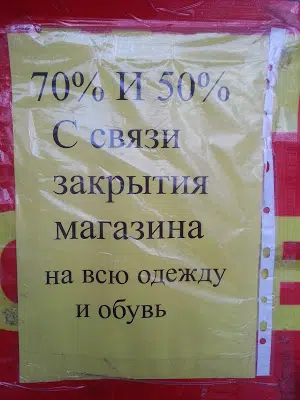 70% И 50%
С связи
закрытия
магазина
на всю одежду
и обувь